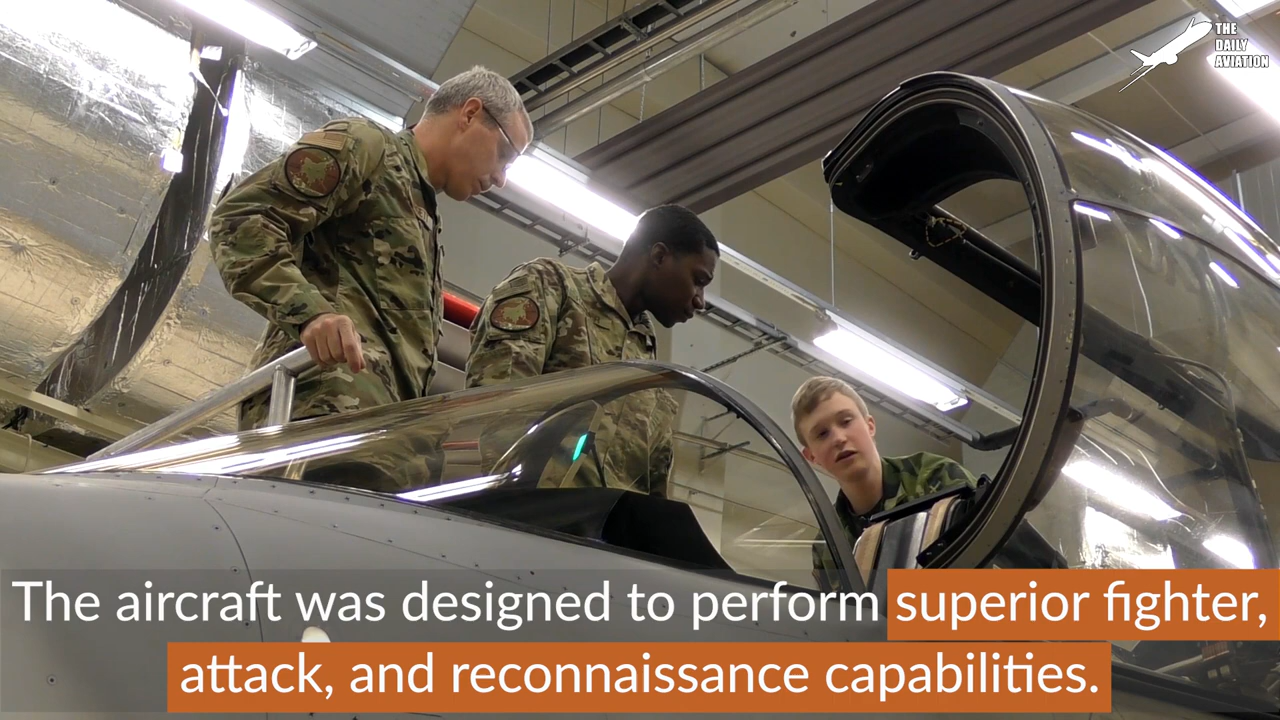 THE
DAILY
AVIATION
The aircraft was designed to perform superior fighter,
attack, and reconnaissance capabilities.